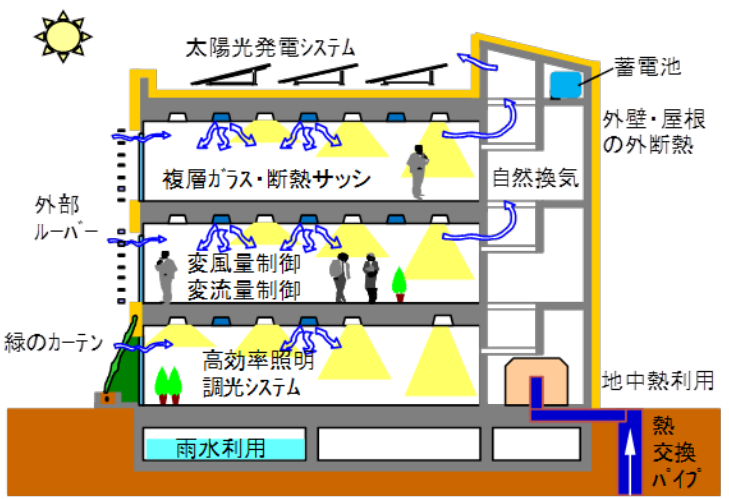 太陽光発電システム
蓄電池
外壁・屋根
の外断熱
複層ガラス・断熱サッシ
自然換気
外部
ルーバー
変風量制御
変流量制御
緑のカーテン
高効率照明
調光システム
地中熱利用
雨水利用
熱
交換
パイプ